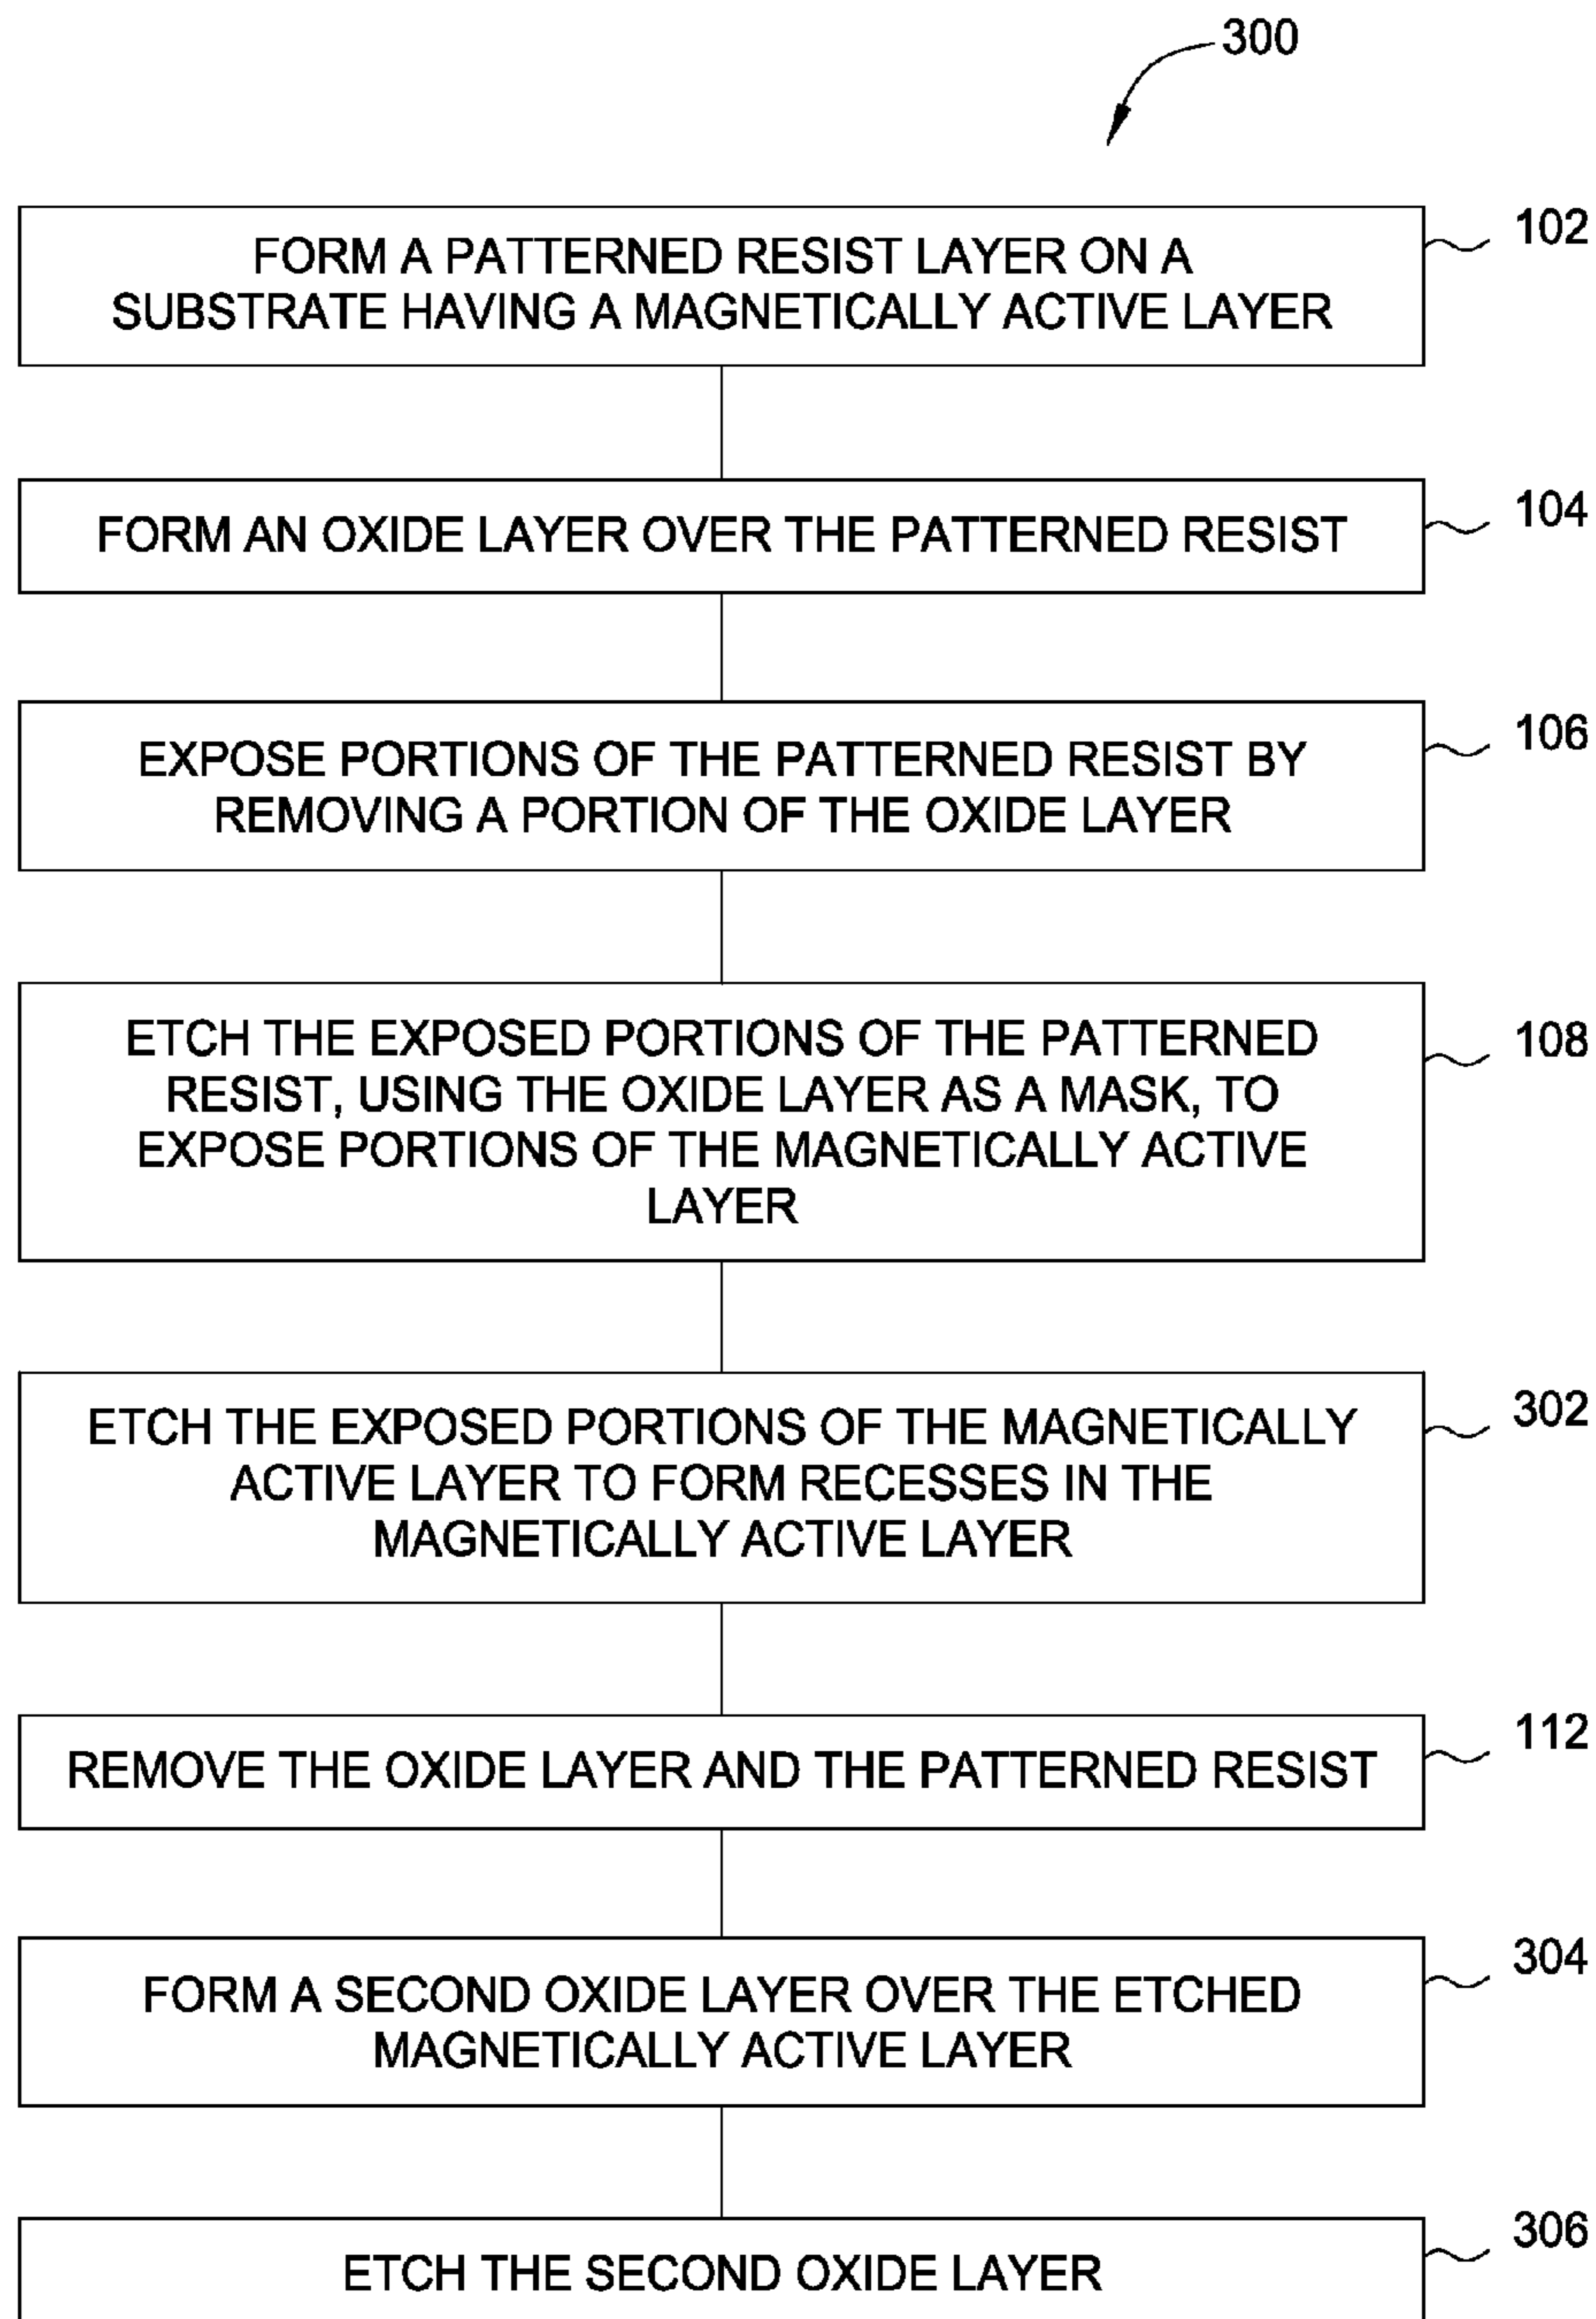 300
102
FORM A PATTERNED RESIST LAYER ON A
SUBSTRATE HAVING A MAGNETICALLY ACTIVE LAYER
104
FORM AN OXIDE LAYER OVER THE PATTERNED RESIST
106
EXPOSE PORTIONS OF THE PATTERNED RESIST BY
REMOVING A PORTION OF THE OXIDE LAYER
108
ETCH THE EXPOSED PORTIONS OF THE PATTERNED
RESIST, USING THE OXIDE LAYER AS A MASK, TO
EXPOSE PORTIONS OF THE MAGNETICALLY ACTIVE
LAYER
302
ETCH THE EXPOSED PORTIONS OF THE MAGNETICALLY
ACTIVE LAYER TO FORM RECESSES IN THE
MAGNETICALLY ACTIVE LAYER
112
REMOVE THE OXIDE LAYER AND THE PATTERNED RESIST
304
FORM A SECOND OXIDE LAYER OVER THE ETCHED
MAGNETICALLY ACTIVE LAYER
306
ETCH THE SECOND OXIDE LAYER